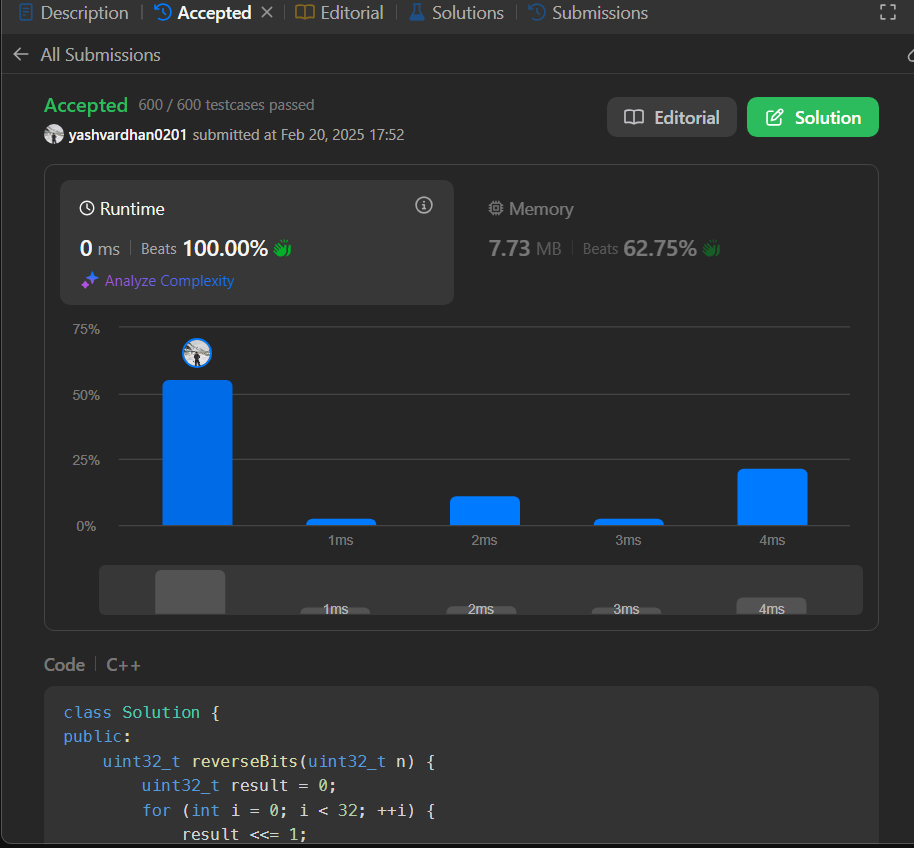 Description Accepted Editorial Solutions Submissions
All Submissions
Accepted 600 / 600 testcases passed
yashvardhan0201 submitted at Feb 20, 2025 17:52
Editorial
Solution
Runtime
0 ms Beats 100.00%
Analyze Complexity
Memory
7.73 MB Beats 62.75%
75%
50%
25%
0%
1ms 2ms 3ms 4ms
1ms 2ms 3ms 4ms
Code C++
class Solution {
public:
    uint32_t reverseBits(uint32_t n) {
        uint32_t result = 0;
        for (int i = 0; i < 32; ++i) {
            result <<= 1;